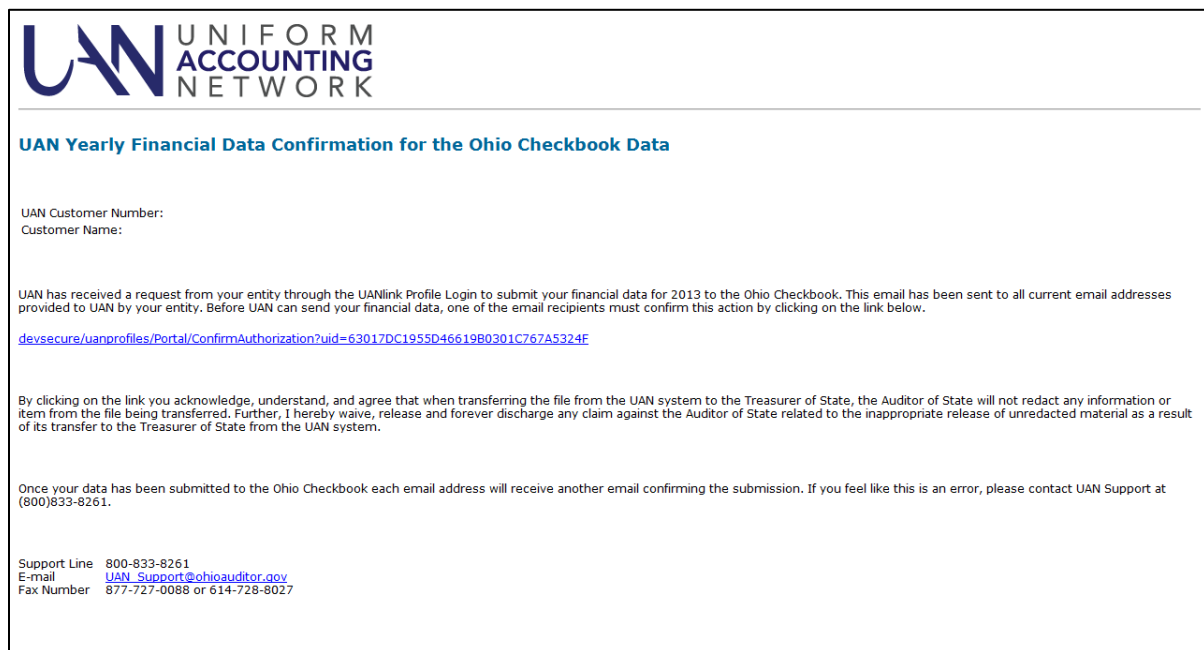 UAN UNIFORM
ACCOUNTING
NETWORK
UAN Yearly Financial Data Confirmation for the Ohio Checkbook Data
UAN Customer Number:
Customer Name:
UAN has received a request from your entity through the UANlink Profile Login to submit your financial data for 2013 to the Ohio Checkbook. This email has been sent to all current email addresses
provided to UAN by your entity. Before UAN can send your financial data, one of the email recipients must confirm this action by clicking on the link below.
devsecure/uanprofiles/Portal/ConfirmAuthorization?uid=63017DC1955D46619B0301C767A5324F
By clicking on the link you acknowledge, understand, and agree that when transferring the file from the UAN system to the Treasurer of State, the Auditor of State will not redact any information or
item from the file being transferred. Further, I hereby waive, release and forever discharge any claim against the Auditor of State related to the inappropriate release of unredacted material as a result
of its transfer to the Treasurer of State from the UAN system.
Once your data has been submitted to the Ohio Checkbook each email address will receive another email confirming the submission. If you feel like this is an error, please contact UAN Support at
(800)833-8261.
Support Line 800-833-8261
E-mail UAN_Support@ohioauditor.gov
Fax Number 877-727-0088 or 614-728-8027